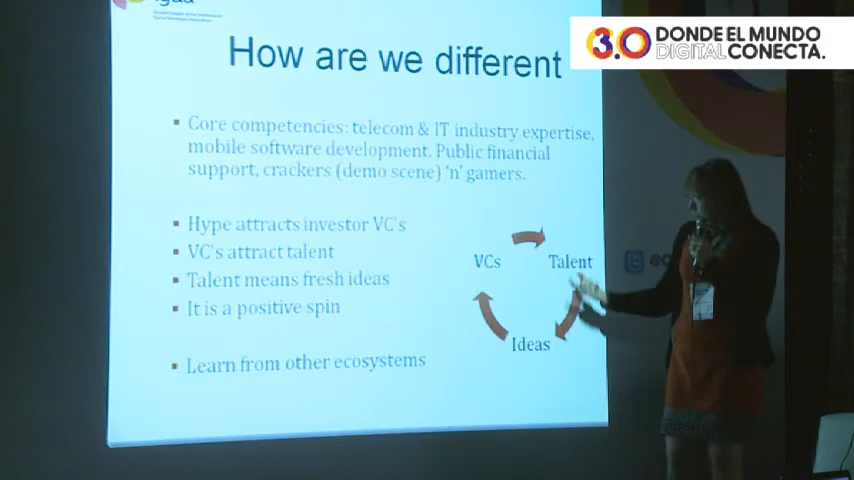 igda
3.0 DONDE EL MUNDO
DIGITAL CONECTA.
How are we different
▪ Core competencies: telecom & IT industry expertise,
mobile software development. Public financial
support, crackers (demo scene) 'n' gamers.
▪ Hype attracts investor VC's
▪ VC's attract talent
▪ Talent means fresh ideas
▪ It is a positive spin
▪ Learn from other ecosystems
VCs
Talent
Ideas